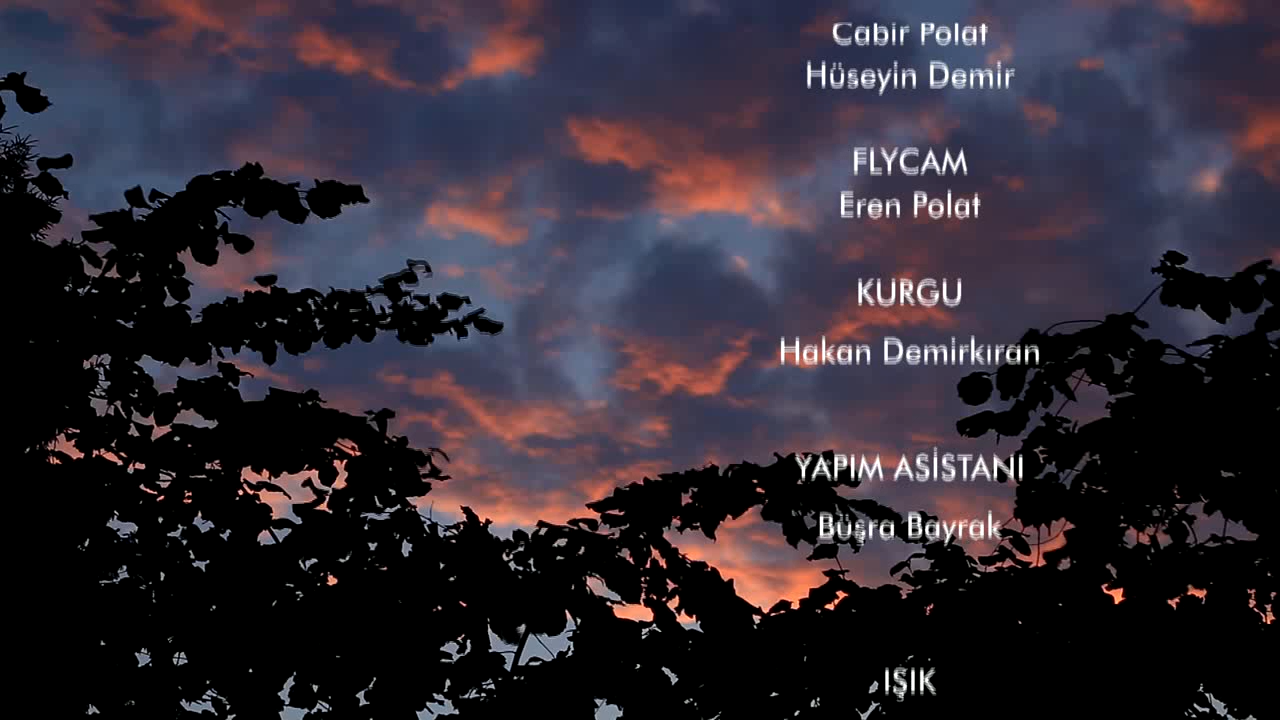 Cabir Polat
Hüseyin Demir
FLYCAM
Eren Polat
KURGU
Hakan Demirkıran
YAPIM ASİSTANI
Büşra Bayrak
IŞIK